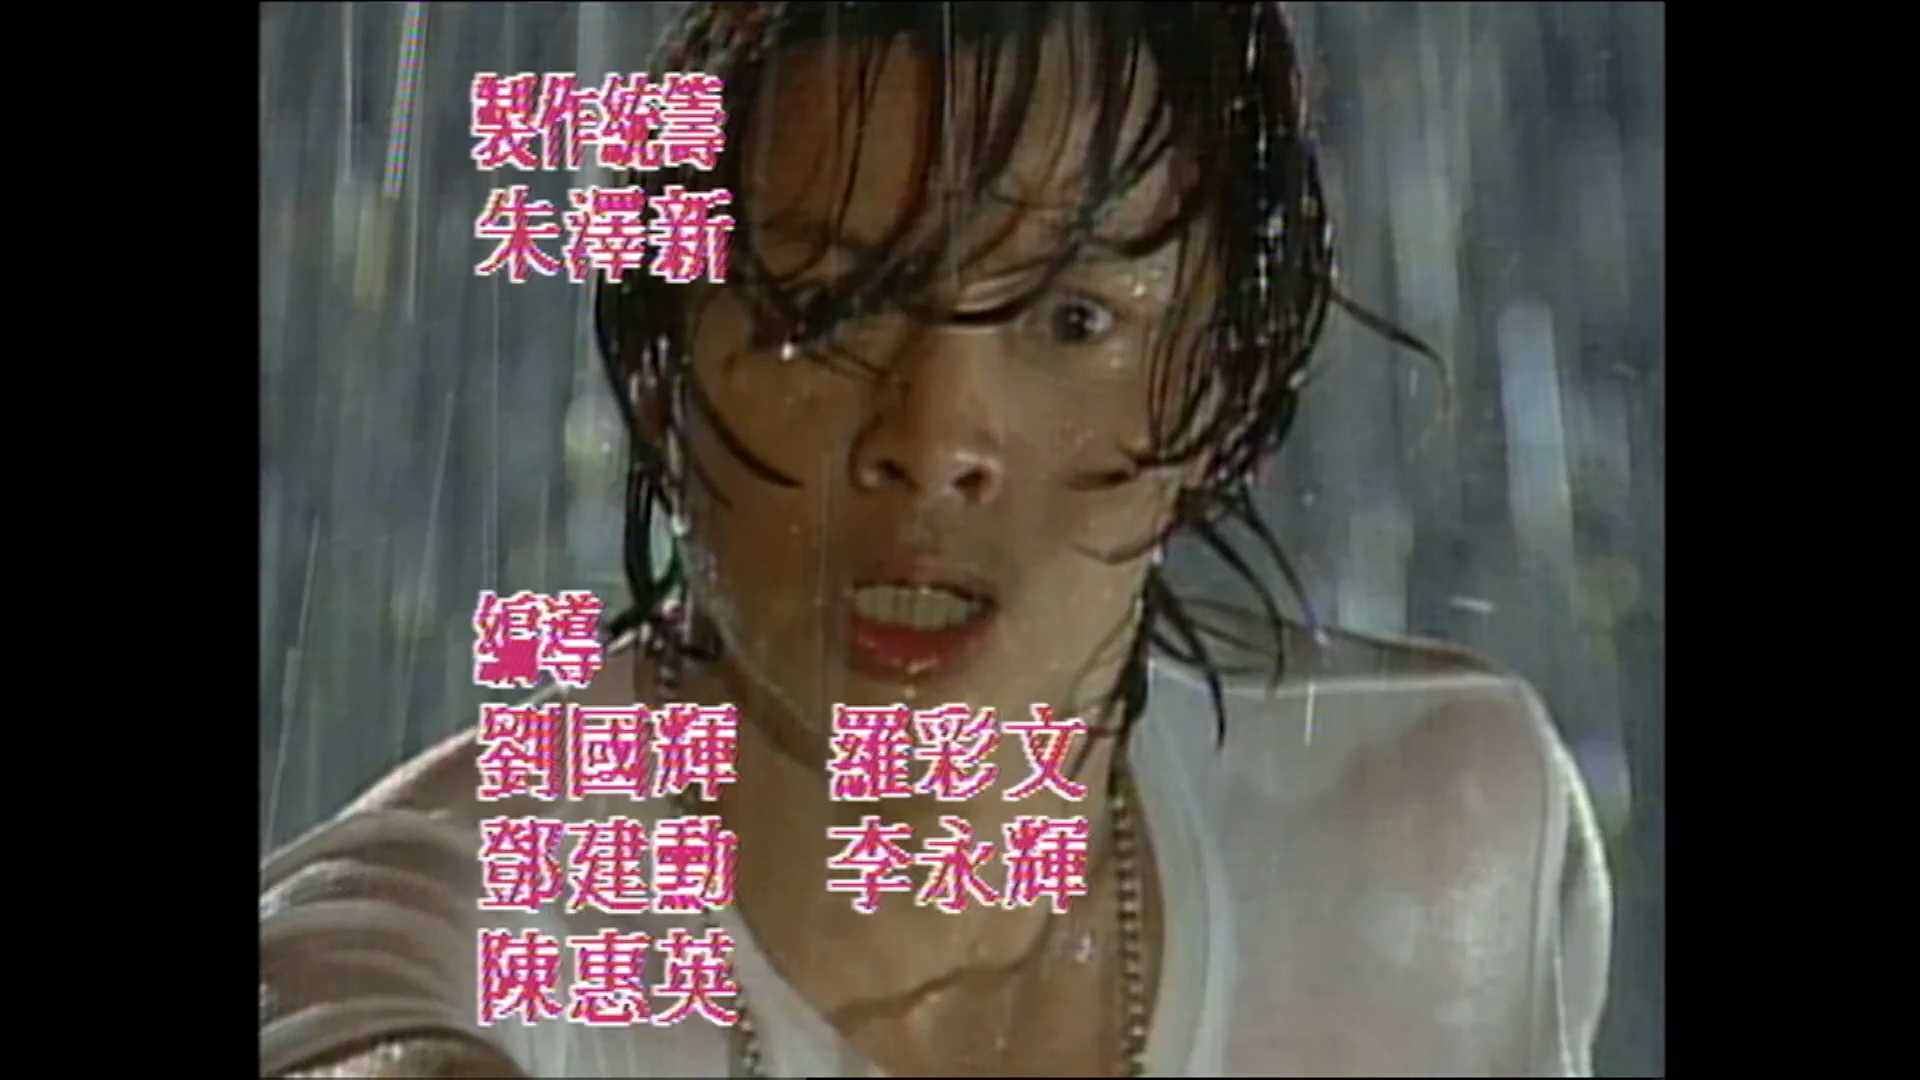 製作統籌
朱澤新
編導
劉國輝 羅彩文
鄧建勳 李永輝
陳惠英